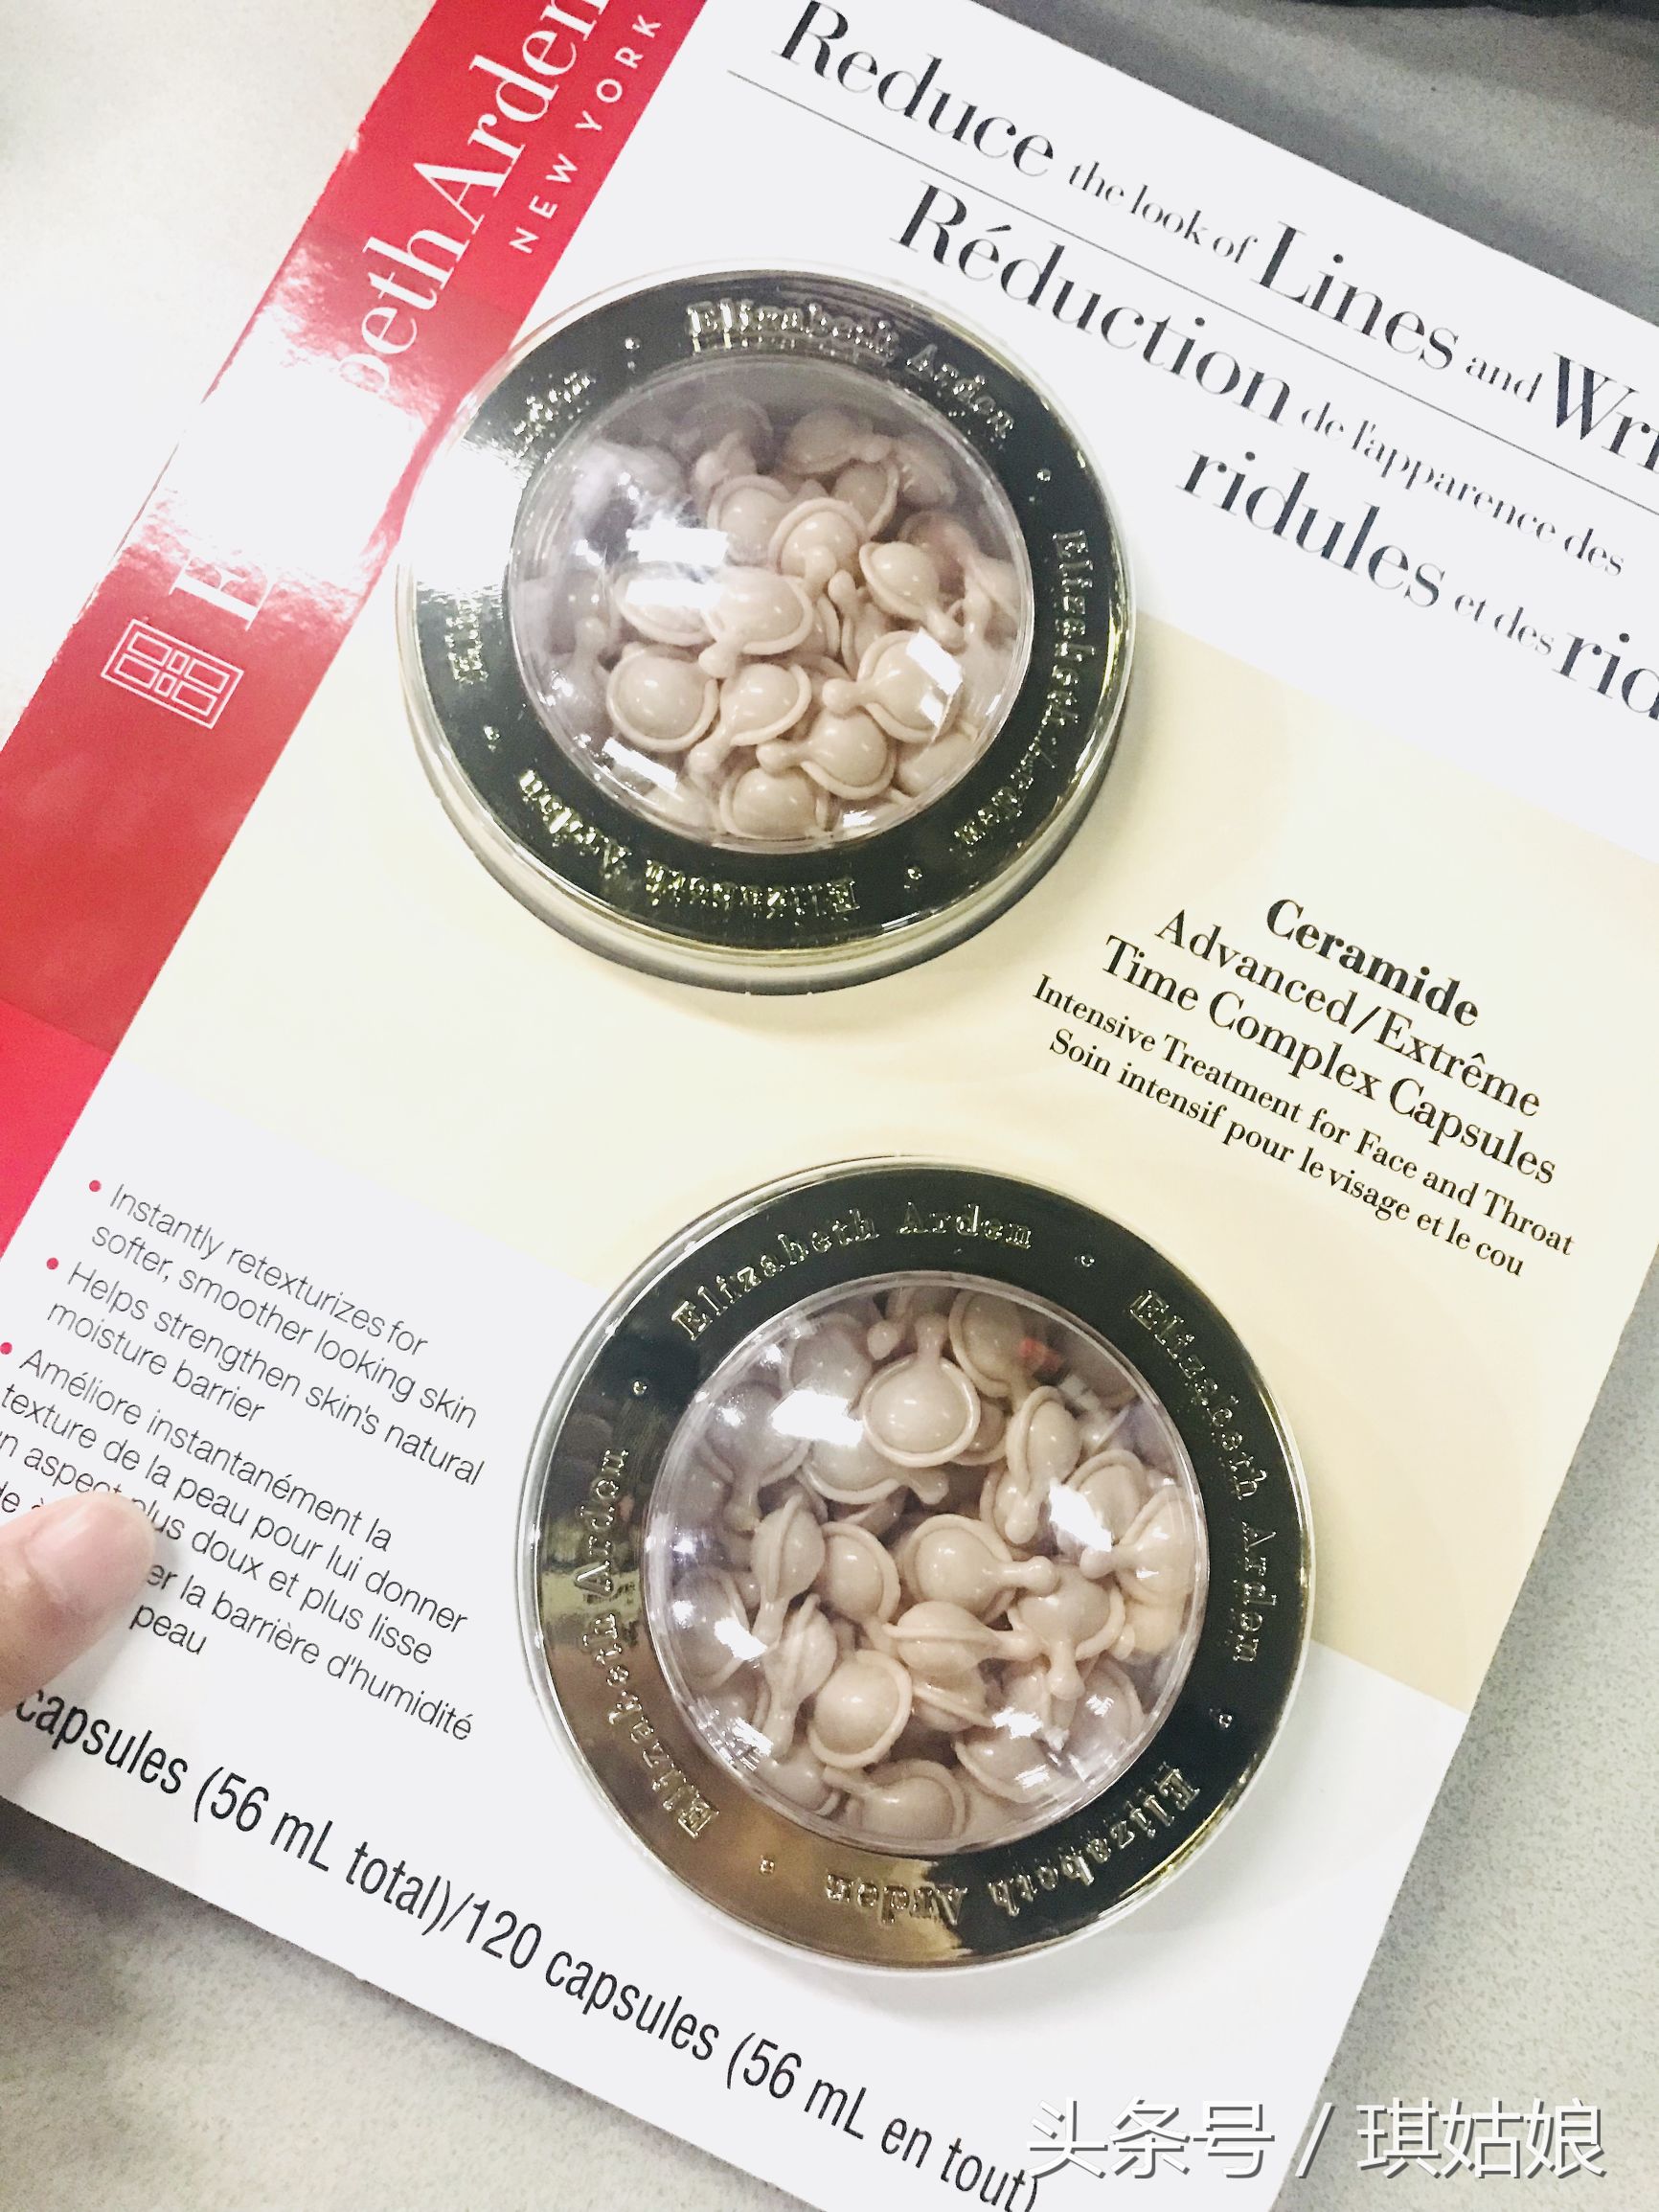 beth Arden
NEW YORK
Reduce the look of Lines and Wri
Réduction de l'apparence des
ridules et des rid
Elizabeth Arden
Elizabeth Arden
Elizabeth Arden
Ceramide
Advanced/Extrême
Time Complex Capsules
Intensive Treatment for Face and Throat
Soin intensif pour le visage et le cou
• Instantly retexturizes for
softer, smoother looking skin
• Helps strengthen skin's natural
moisture barrier
• Améliore instantanément la
texture de la peau pour lui donner
un aspect plus doux et plus lisse
er la barrière d'humidité
peau
Elizabeth Arden
Elizabeth Arden
Elizabeth Arden
Elizabeth Arden
capsules (56 mL total)/120 capsules (56 mL en tout)
头条号 / 琪姑娘